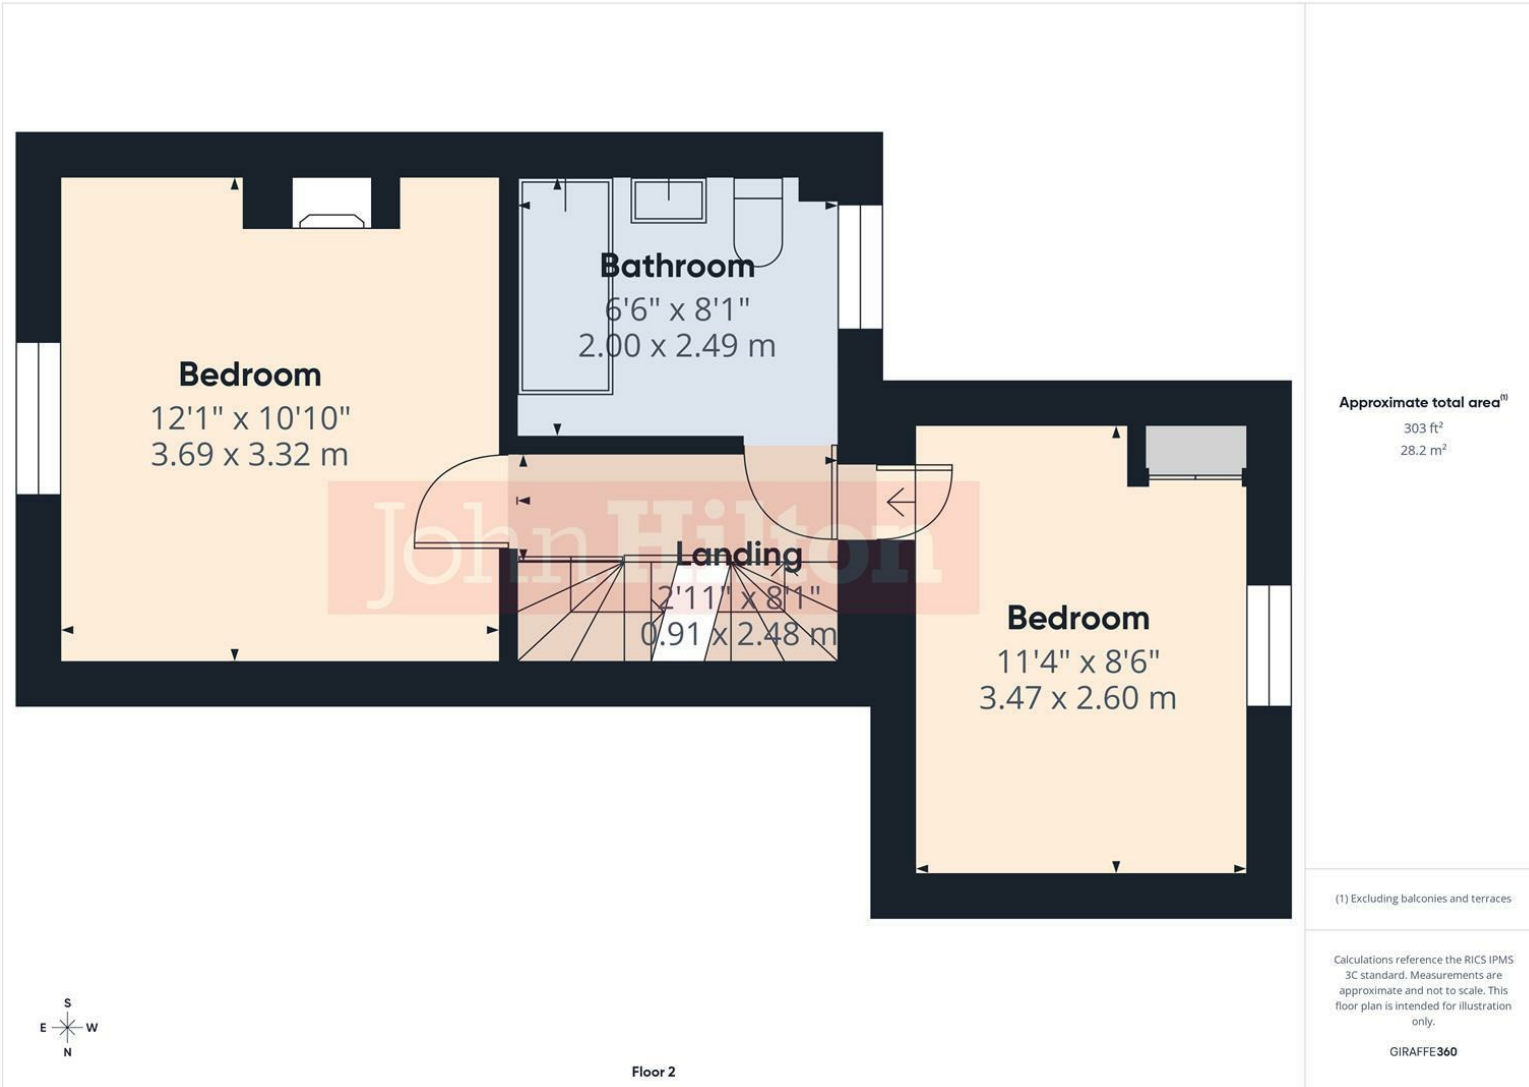 Bathroom
6'6" x 8'1"
2.00 x 2.49 m
Bedroom
12'1" x 10'10"
3.69 x 3.32 m
John Hilton
Landing
2'11" x 8'1"
0.91 x 2.48 m
Bedroom
11'4" x 8'6"
3.47 x 2.60 m
S
E W
N
Floor 2
Approximate total area(1)
303 ft²
28.2 m²
(1) Excluding balconies and terraces
Calculations reference the RICS IPMS
3C standard. Measurements are
approximate and not to scale. This
floor plan is intended for illustration
only.
GIRAFFE360